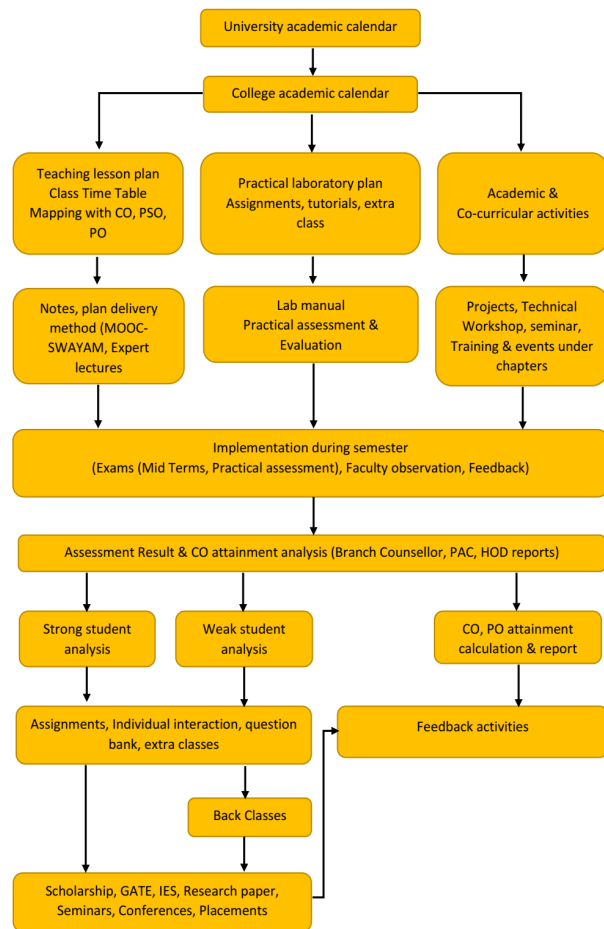 University academic calendar
College academic calendar
Teaching lesson plan
Class Time Table
Mapping with CO, PSO,
PO
Practical laboratory plan
Assignments, tutorials, extra
class
Academic &
Co-curricular activities
Notes, plan delivery
method (MOOC-
SWAYAM, Expert
lectures
Lab manual
Practical assessment &
Evaluation
Projects, Technical
Workshop, seminar,
Training & events under
chapters
Implementation during semester
(Exams (Mid Terms, Practical assessment), Faculty observation, Feedback)
Assessment Result & CO attainment analysis (Branch Counsellor, PAC, HOD reports)
Strong student
analysis
Weak student
analysis
CO, PO attainment
calculation & report
Assignments, Individual interaction, question
bank, extra classes
Feedback activities
Back Classes
Scholarship, GATE, IES, Research paper,
Seminars, Conferences, Placements